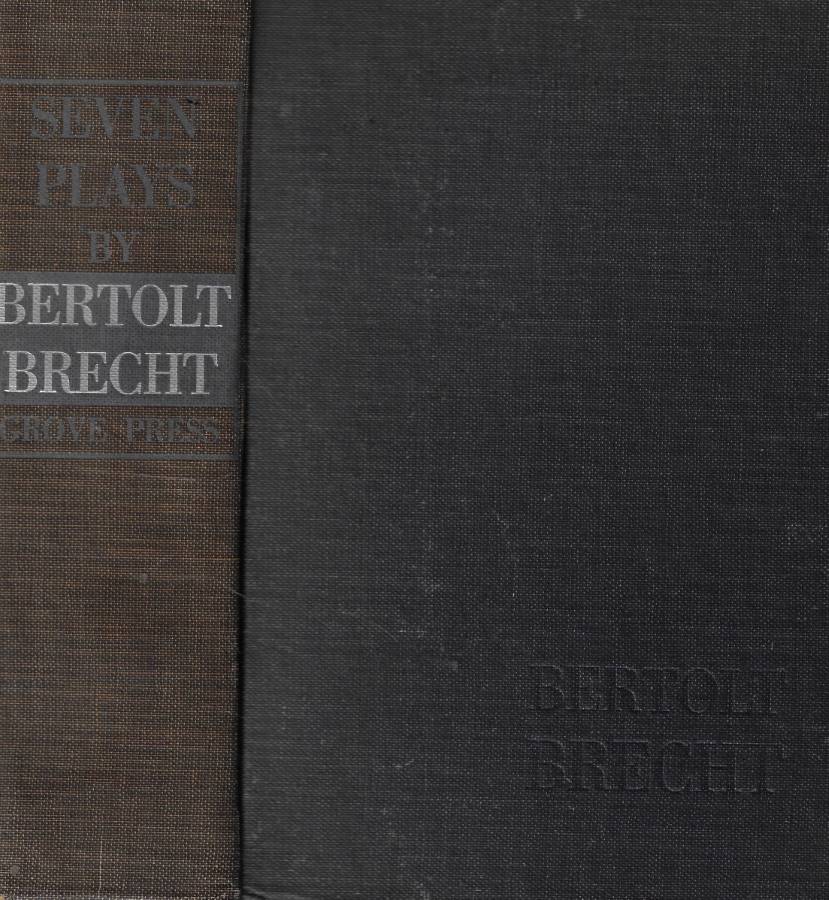 SEVEN
PLAYS
BY
BERTOLT
BRECHT
GROVE PRESS
BERTOLT
BRECHT